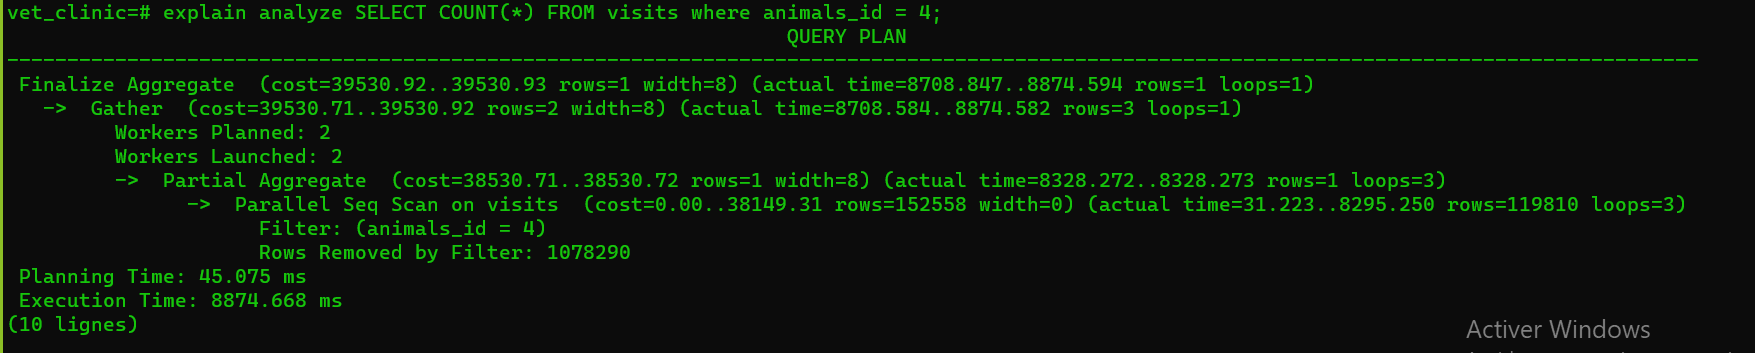 vet_clinic=# explain analyze SELECT COUNT(*) FROM visits where animals_id = 4;
QUERY PLAN
---------------------------------------------------------------------------------------------------------------------------------------------
Finalize Aggregate  (cost=39530.92..39530.93 rows=1 width=8) (actual time=8708.847..8874.594 rows=1 loops=1)
->  Gather  (cost=39530.71..39530.92 rows=2 width=8) (actual time=8708.584..8874.582 rows=3 loops=1)
Workers Planned: 2
Workers Launched: 2
->  Partial Aggregate  (cost=38530.71..38530.72 rows=1 width=8) (actual time=8328.272..8328.273 rows=1 loops=3)
->  Parallel Seq Scan on visits  (cost=0.00..38149.31 rows=152558 width=0) (actual time=31.223..8295.250 rows=119810 loops=3)
Filter: (animals_id = 4)
Rows Removed by Filter: 1078290
Planning Time: 45.075 ms
Execution Time: 8874.668 ms
(10 lignes)
Activer Windows